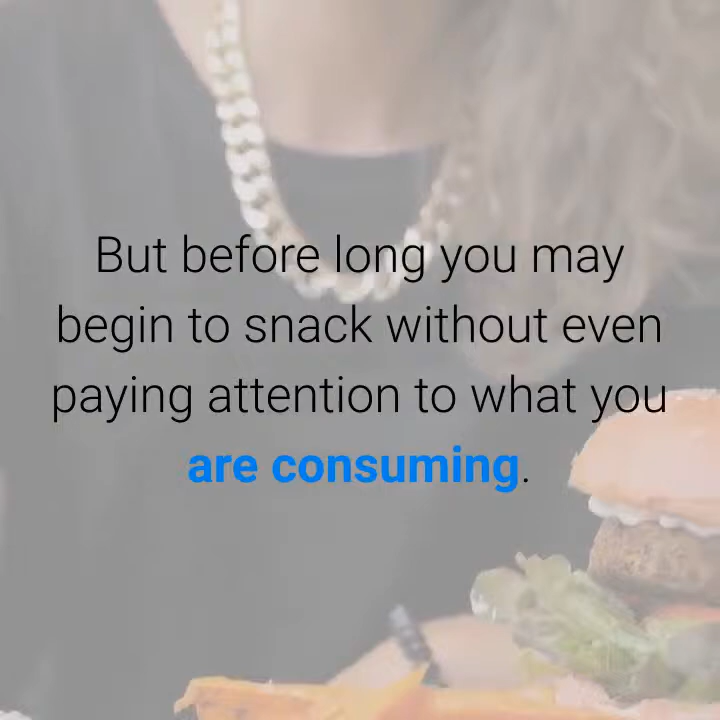 But before long you may
begin to snack without even
paying attention to what you
are consuming.